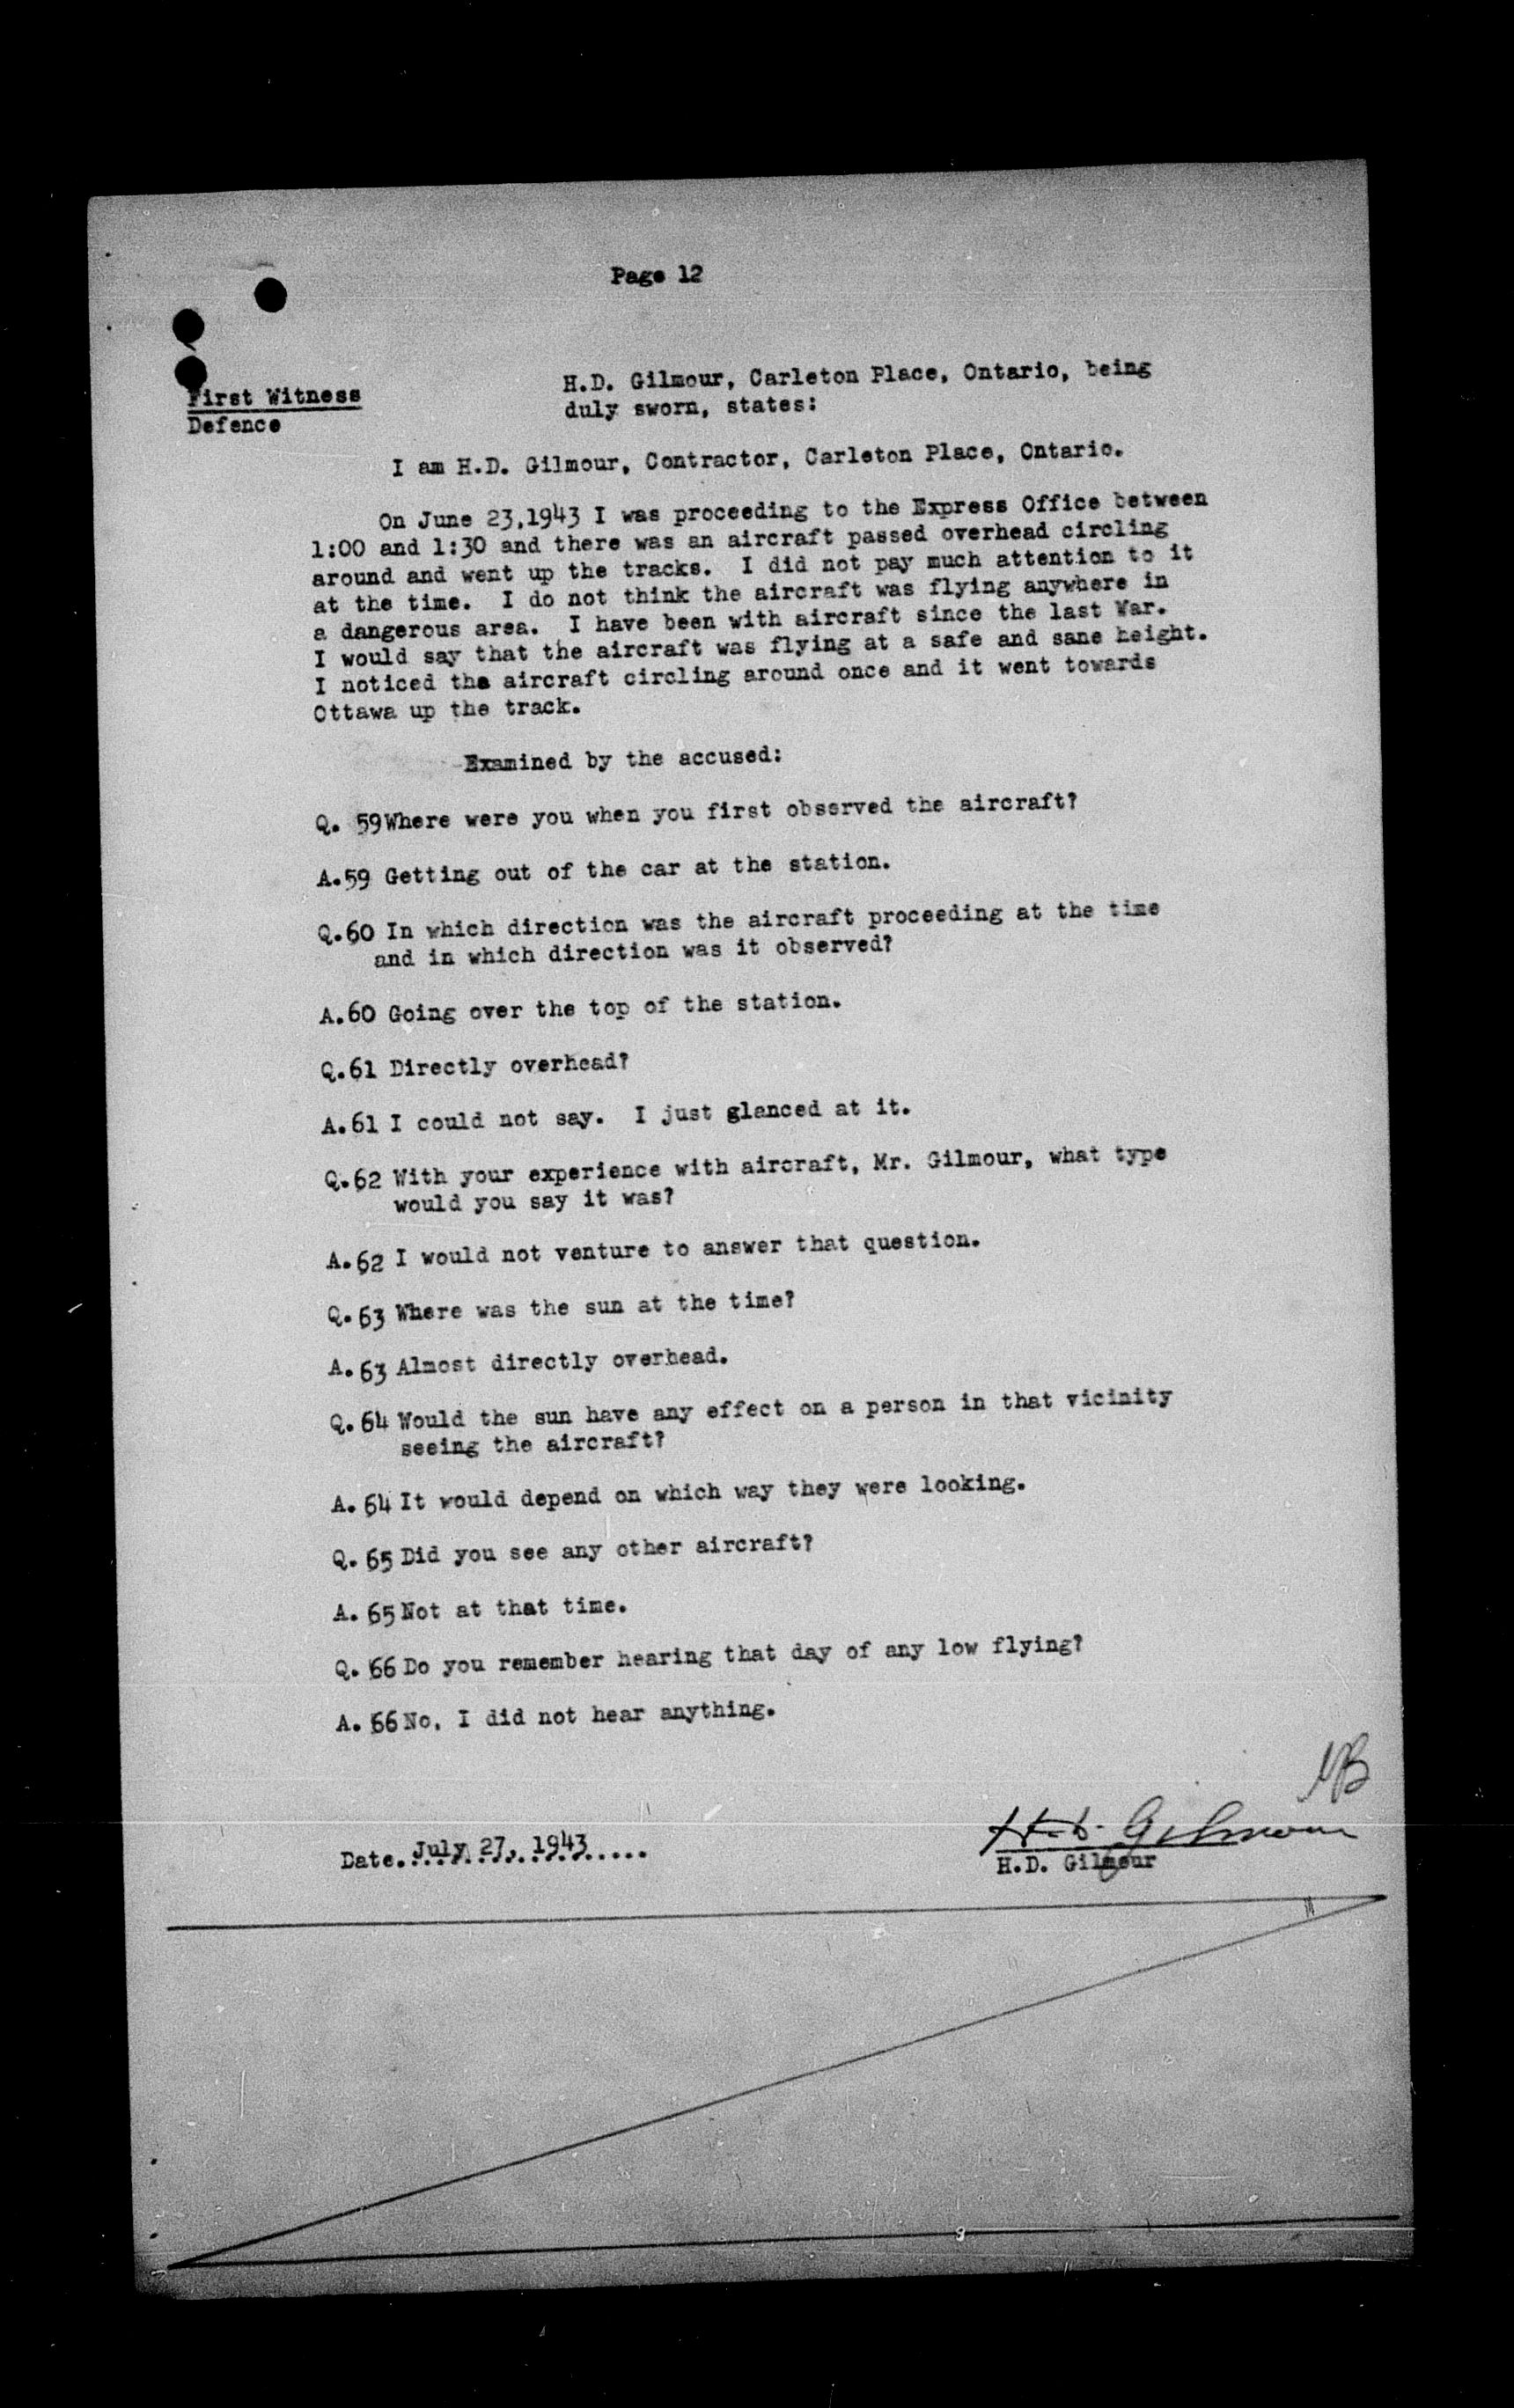 Page 12
First Witness
Defence
H.D. Gilmour, Carleton Place, Ontario, being
duly sworn, states:
I am H.D. Gilmour, Contractor, Carleton Place, Ontario.
On June 23,1943 I was proceeding to the Express Office between
1:00 and 1:30 and there was an aircraft passed overhead circling
around and went up the tracks. I did not pay much attention to it
at the time. I do not think the aircraft was flying anywhere in
a dangerous area. I have been with aircraft since the last War.
I would say that the aircraft was flying at a safe and sane height.
I noticed the aircraft circling around once and it went towards
Ottawa up the track.
Examined by the accused:
Q. 59 Where were you when you first observed the aircraft?
A.59 Getting out of the car at the station.
Q.60 In which direction was the aircraft proceeding at the time
and in which direction was it observed?
A.60 Going over the top of the station.
Q.61 Directly overhead?
A.61 I could not say. I just glanced at it.
Q.62 With your experience with aircraft, Mr. Gilmour, what type
would you say it was?
A.62 I would not venture to answer that question.
Q.63 Where was the sun at the time?
A.63 Almost directly overhead.
Q.64 Would the sun have any effect on a person in that vicinity
seeing the aircraft?
A.64 It would depend on which way they were looking.
Q.65 Did you see any other aircraft?
A.65 Not at that time.
Q.66 Do you remember hearing that day of any low flying?
A.66 No, I did not hear anything.
Date. July 27, 1943.....
H.D. Gilmour
H.D. Gilmour